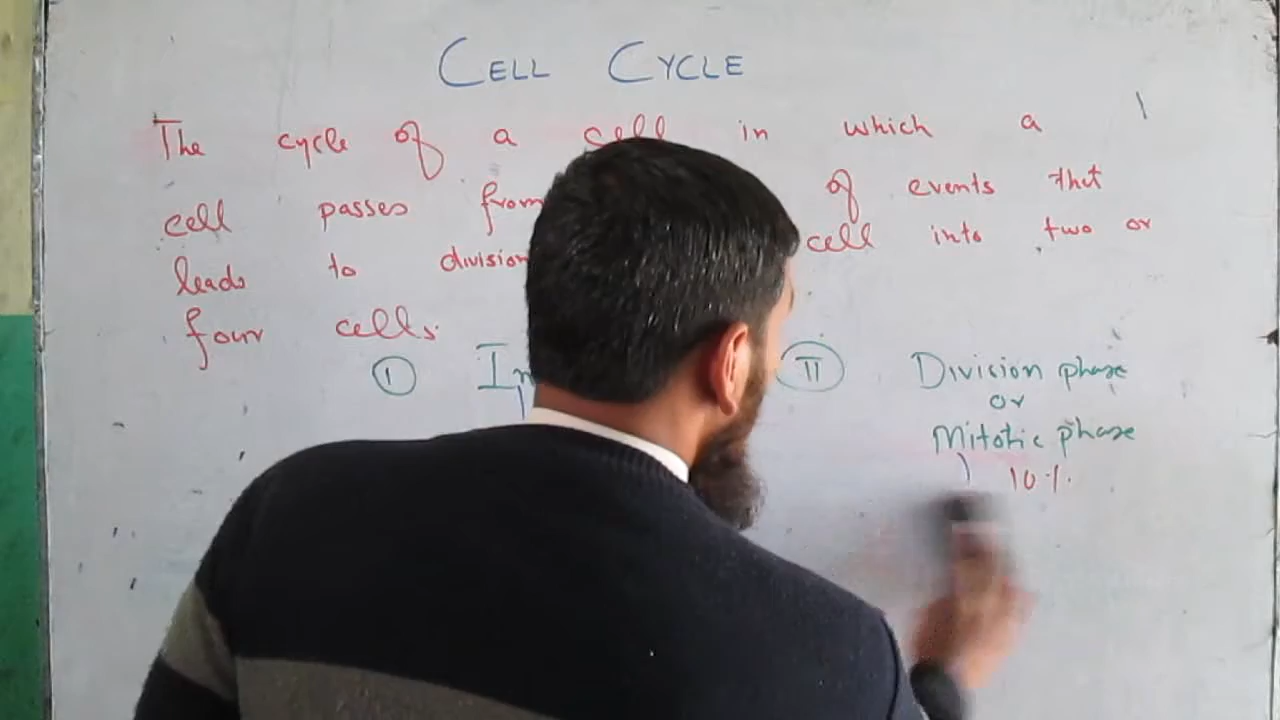 CELL CYCLE
The cycle of a cell in which a
cell passes from of events that
leads to division cell into two or
four cells.
I II Division phase
or
Mitotic phase
10%